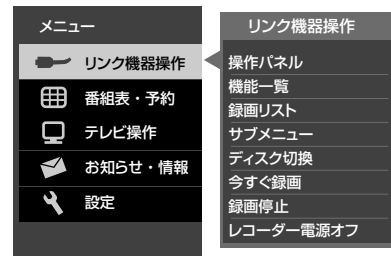 メニュー
リンク機器操作
番組表・予約
テレビ操作
お知らせ・情報
設定
リンク機器操作
操作パネル
機能一覧
録画リスト
サブメニュー
ディスク切換
今すぐ録画
録画停止
レコーダー電源オフ